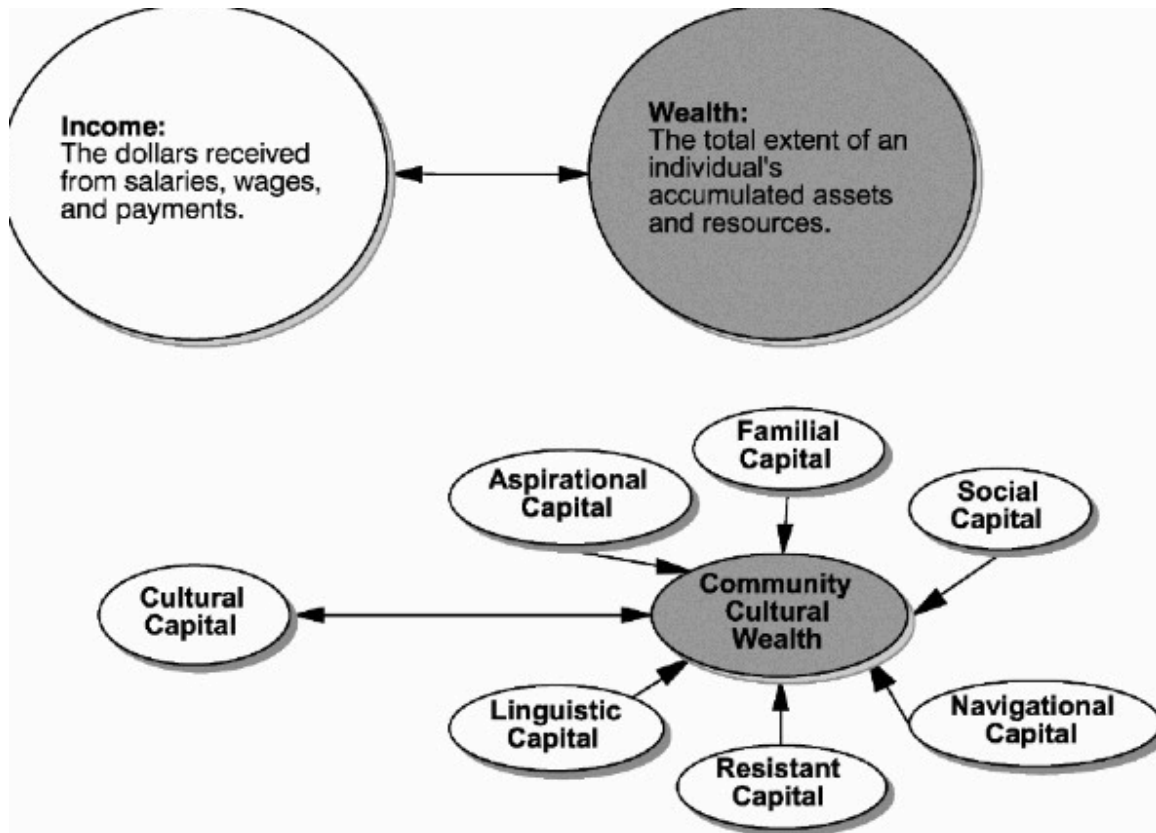 Income:
The dollars received
from salaries, wages,
and payments.
Wealth:
The total extent of an
individual's
accumulated assets
and resources.
Familial
Capital
Aspirational
Capital
Social
Capital
Cultural
Capital
Community
Cultural
Wealth
Linguistic
Capital
Navigational
Capital
Resistant
Capital